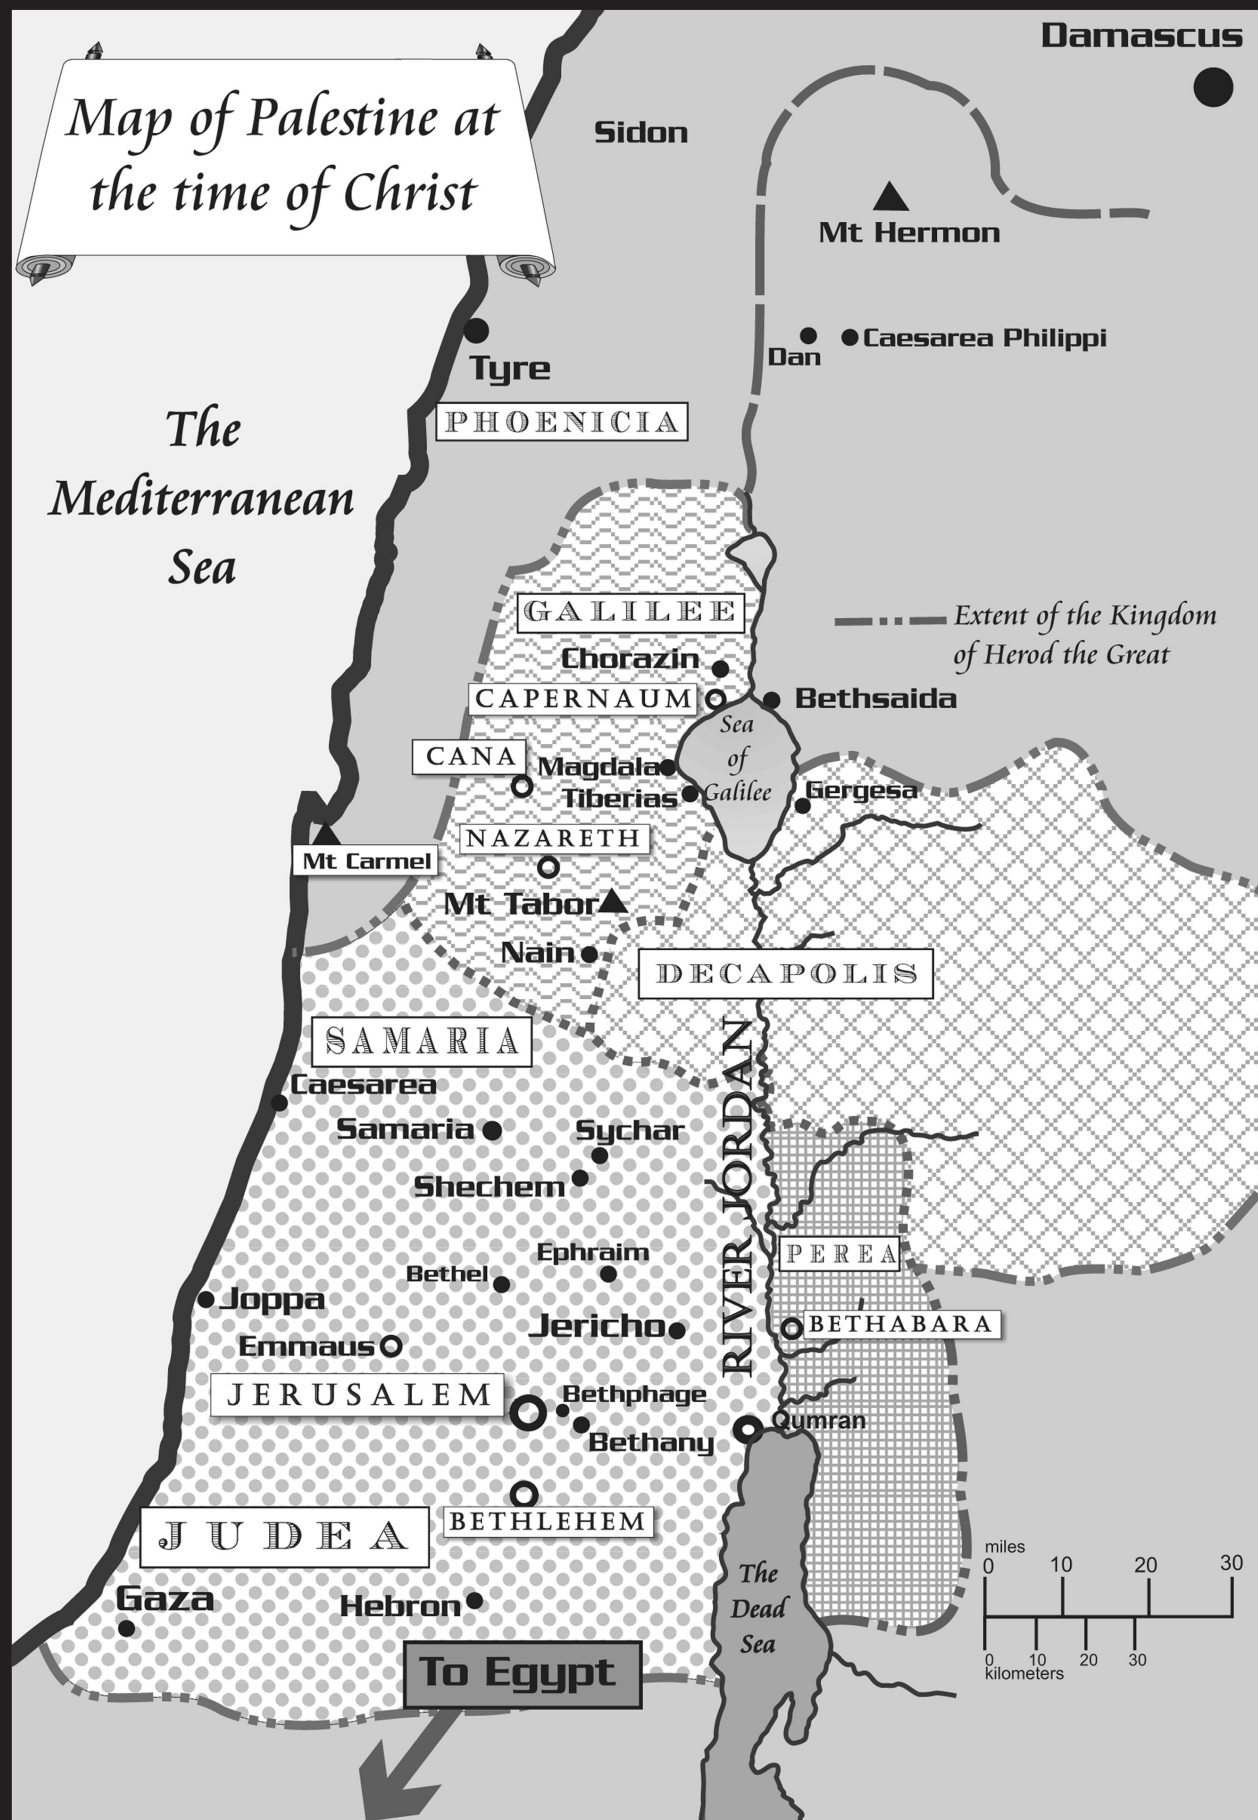 Damascus
Map of Palestine at
the time of Christ
Sidon
Mt Hermon
Dan
Caesarea Philippi
Tyre
PHOENICIA
The
Mediterranean
Sea
GALILEE
Extent of the Kingdom
of Herod the Great
Chorazin
CAPERNAUM
Bethsaida
Sea
of
Galilee
CANA
Magdala
Tiberias
Gergesa
NAZARETH
Mt Carmel
Mt Tabor
Nain
DECAPOLIS
SAMARIA
RIVER JORDAN
Caesarea
Samaria
Sychar
Shechem
Ephraim
Bethel
PEREA
Joppa
Jericho
BETHABARA
Emmaus
JERUSALEM
Bethphage
Qumran
Bethany
BETHLEHEM
JUDEA
The
Dead
Sea
Gaza
Hebron
To Egypt
miles
0 10 20 30
0 10 20 30
kilometers